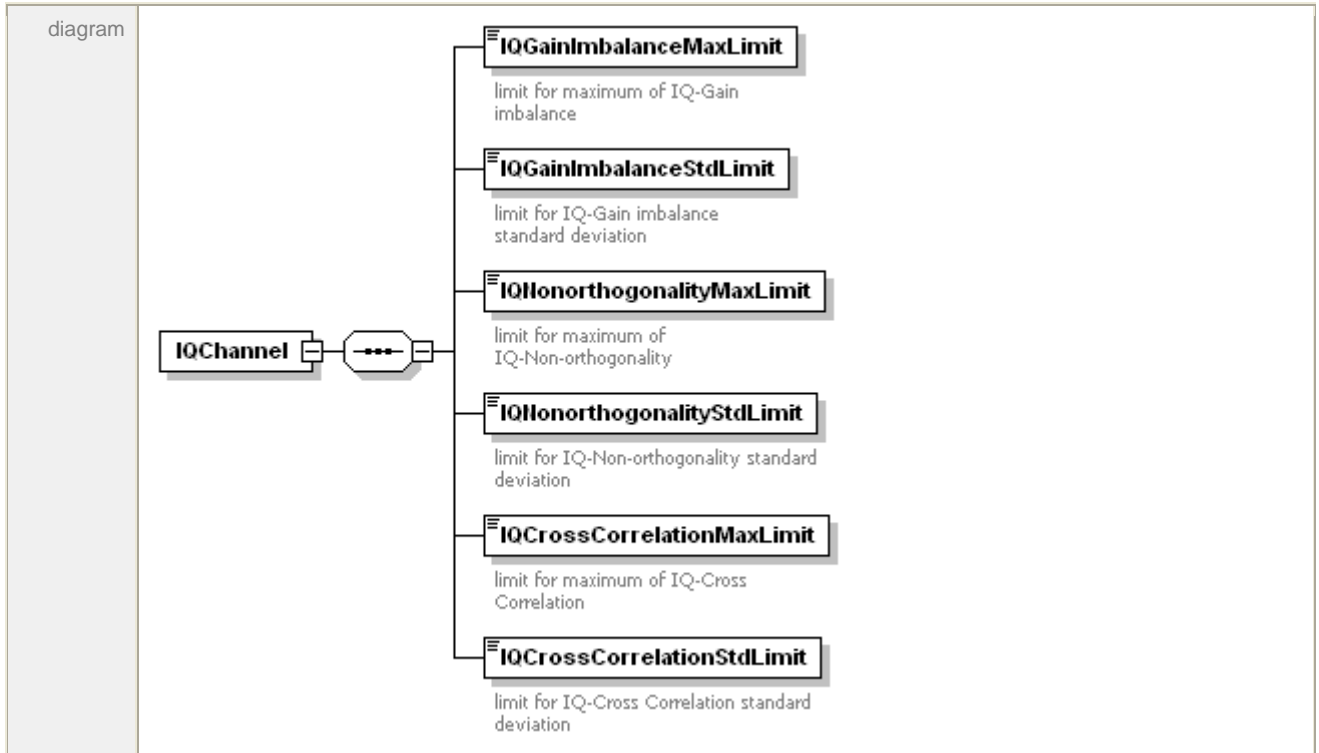 diagram
IQGainImbalanceMaxLimit
limit for maximum of IQ-Gain
imbalance
IQGainImbalanceStdLimit
limit for IQ-Gain imbalance
standard deviation
IQNonorthogonalityMaxLimit
limit for maximum of
IQ-Non-orthogonality
IQChannel
IQNonorthogonalityStdLimit
limit for IQ-Non-orthogonality standard
deviation
IQCrossCorrelationMaxLimit
limit for maximum of IQ-Cross
Correlation
IQCrossCorrelationStdLimit
limit for IQ-Cross Correlation standard
deviation